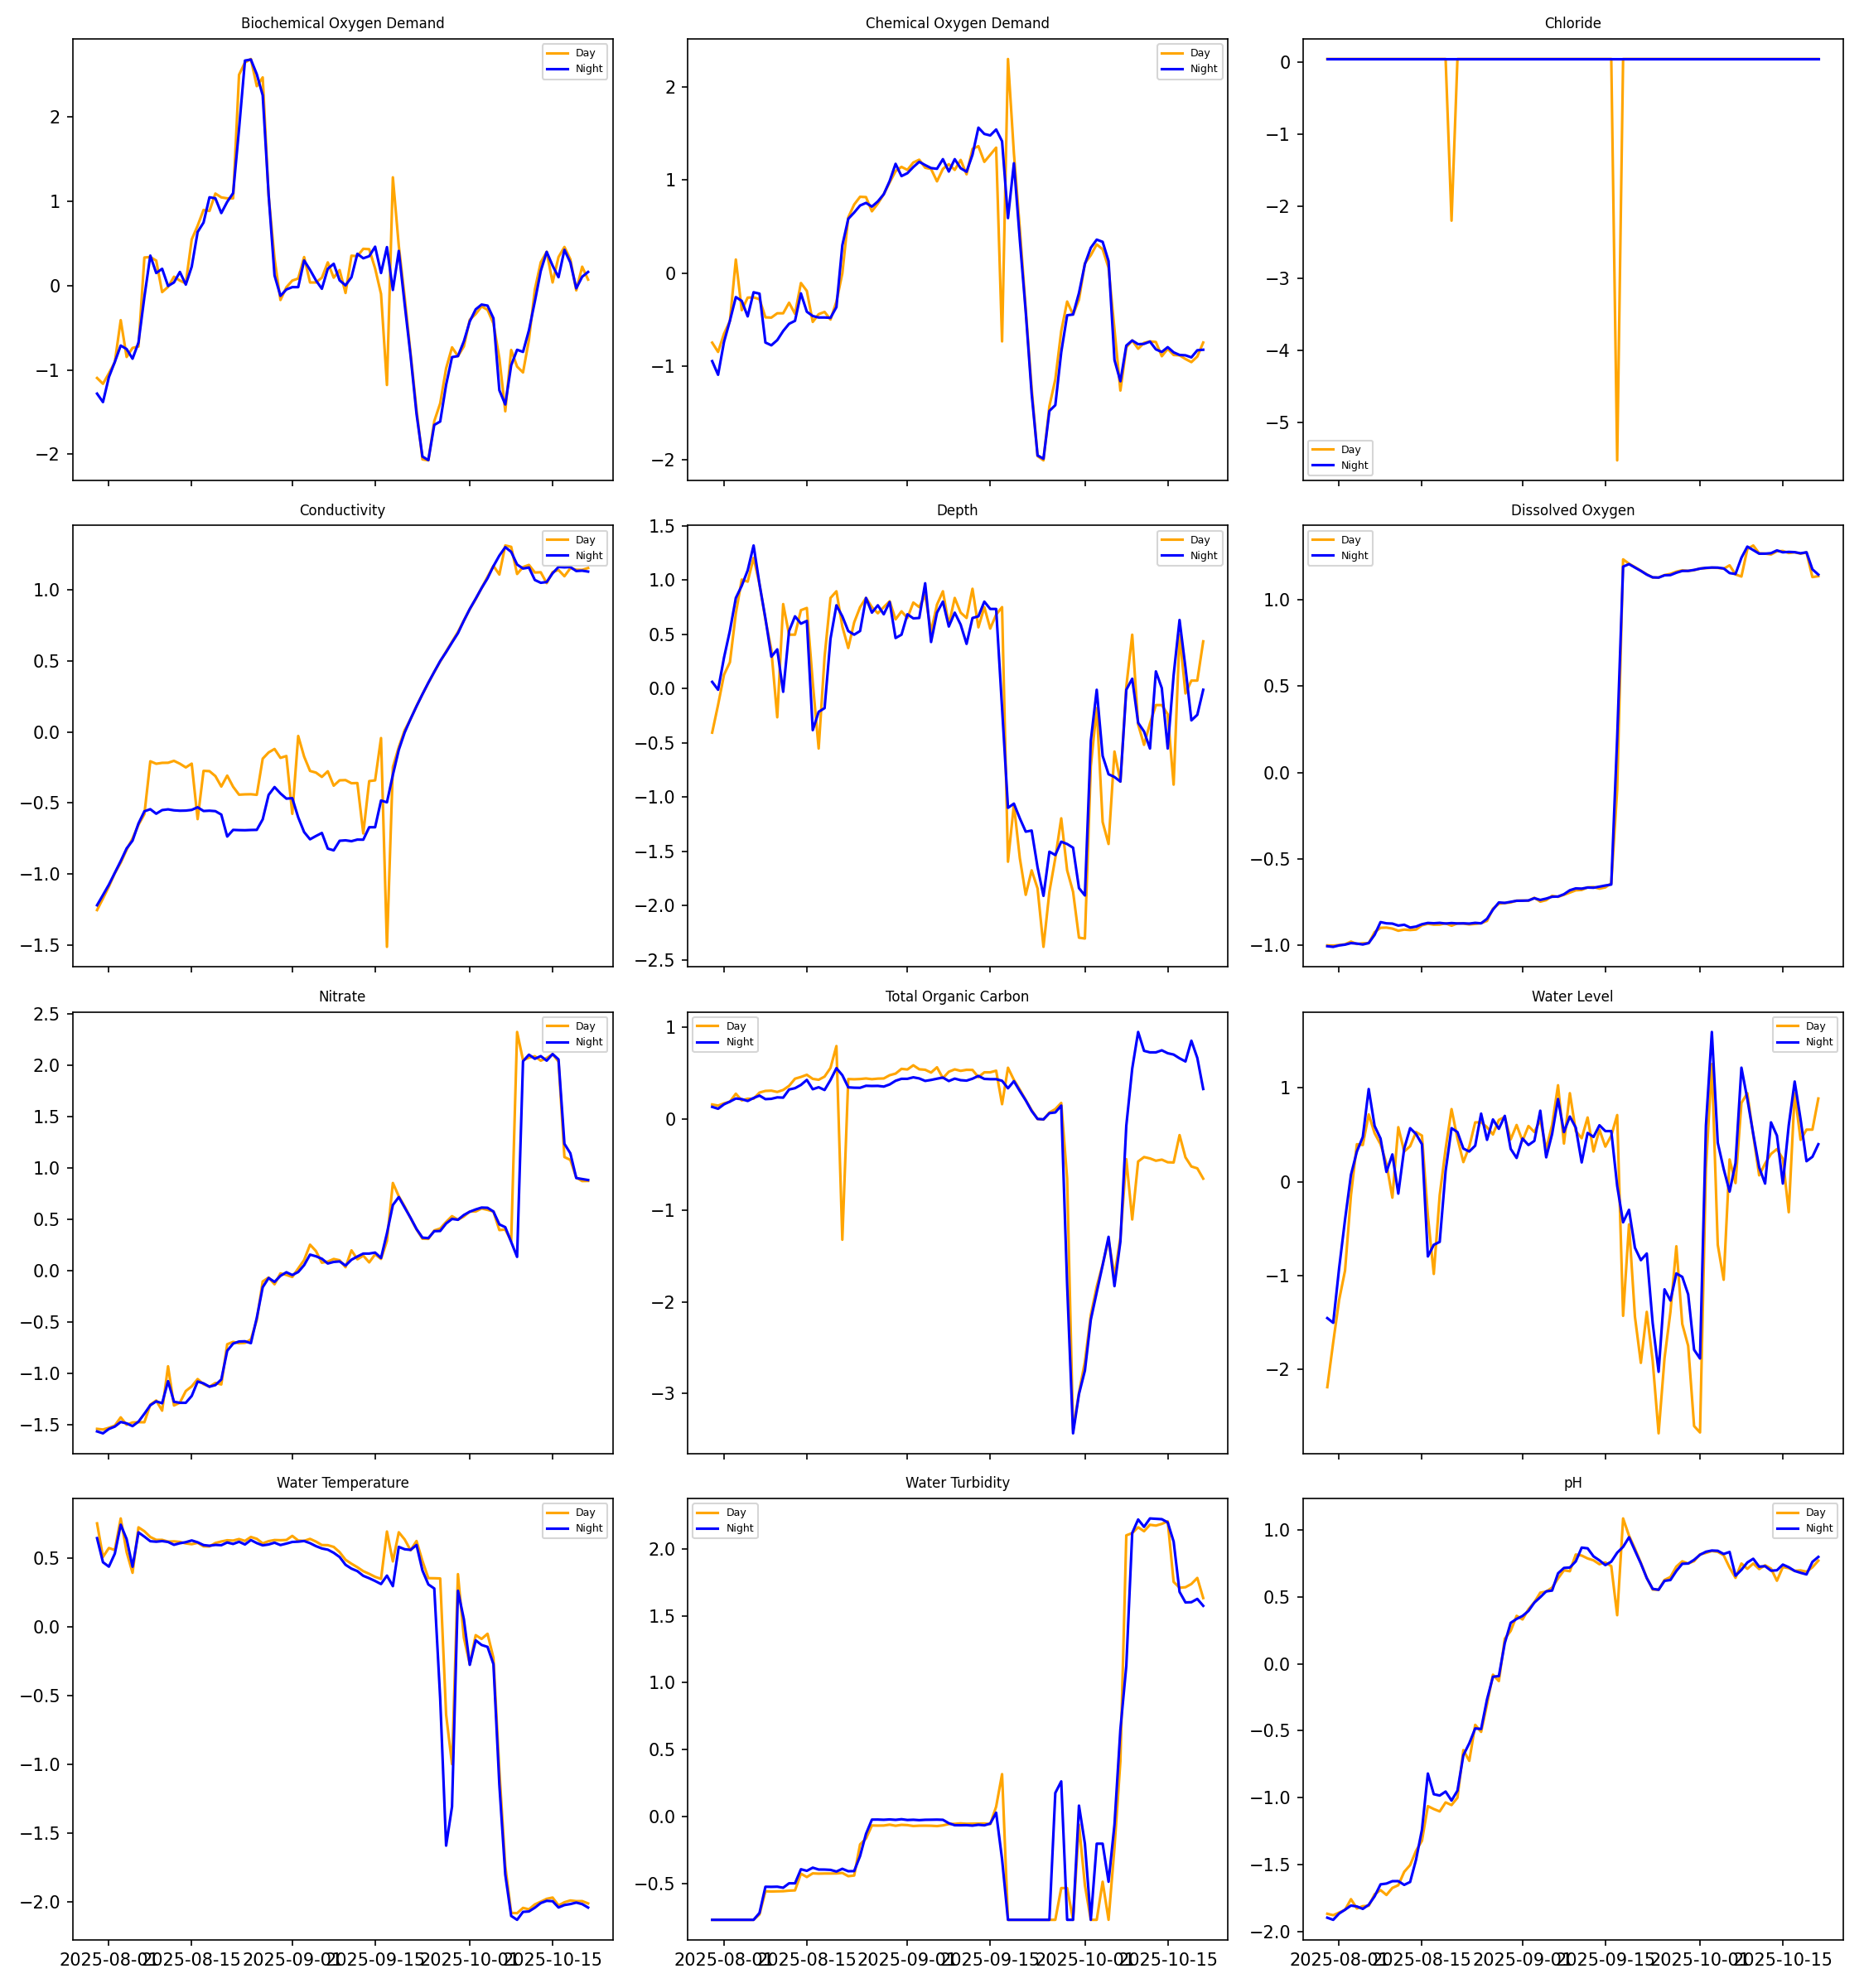 Biochemical Oxygen Demand
Day
Night
2
1
0
−1
−2
Chemical Oxygen Demand
Day
Night
2
1
0
−1
−2
Chloride
0
−1
−2
−3
−4
−5
Day
Night
Conductivity
Day
Night
1.0
0.5
0.0
−0.5
−1.0
−1.5
Depth
Day
Night
1.5
1.0
0.5
0.0
−0.5
−1.0
−1.5
−2.0
−2.5
Dissolved Oxygen
Day
Night
1.0
0.5
0.0
−0.5
−1.0
Nitrate
Day
Night
2.5
2.0
1.5
1.0
0.5
0.0
−0.5
−1.0
−1.5
Total Organic Carbon
Day
Night
1
0
−1
−2
−3
Water Level
Day
Night
1
0
−1
−2
Water Temperature
Day
Night
0.5
0.0
−0.5
−1.0
−1.5
−2.0
2025-08-01
2025-08-15
2025-09-01
2025-09-15
2025-10-01
2025-10-15
Water Turbidity
Day
Night
2.0
1.5
1.0
0.5
0.0
−0.5
2025-08-01
2025-08-15
2025-09-01
2025-09-15
2025-10-01
2025-10-15
pH
Day
Night
1.0
0.5
0.0
−0.5
−1.0
−1.5
−2.0
2025-08-01
2025-08-15
2025-09-01
2025-09-15
2025-10-01
2025-10-15